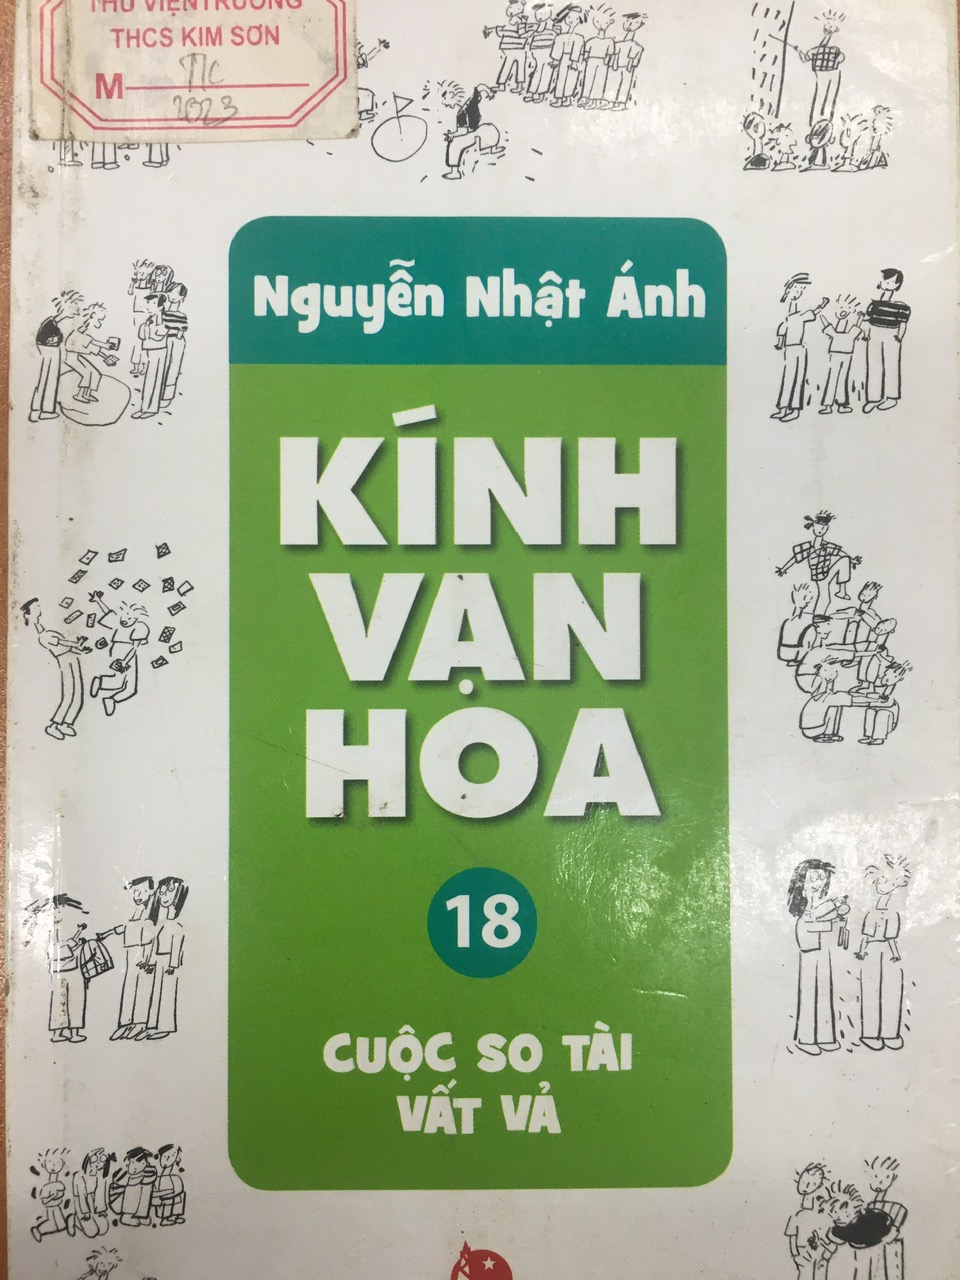 THƯ VIỆN TRƯỜNG
THCS KIM SƠN
M
TTC
2023
Nguyễn Nhật Ánh
KÍNH
VẠN
HOA
18
CUỘC SO TÀI
VẤT VẢ